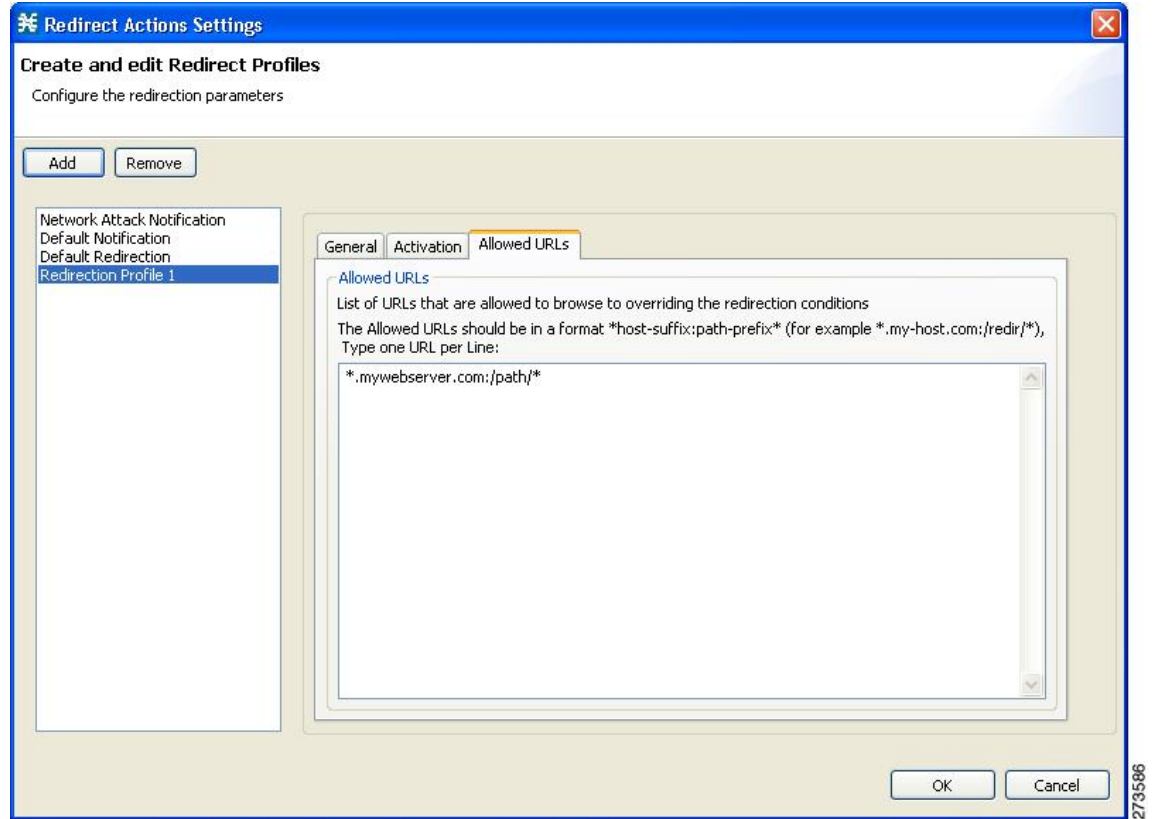 Redirect Actions Settings
Create and edit Redirect Profiles
Configure the redirection parameters
Add Remove
Network Attack Notification
Default Notification
Default Redirection
Redirection Profile 1
General Activation Allowed URLs
Allowed URLs
List of URLs that are allowed to browse to overriding the redirection conditions
The Allowed URLs should be in a format *host-suffix:path-prefix* (for example *.my-host.com:/redir/*),
Type one URL per Line:
*.mywebserver.com:/path/*
OK Cancel
273586